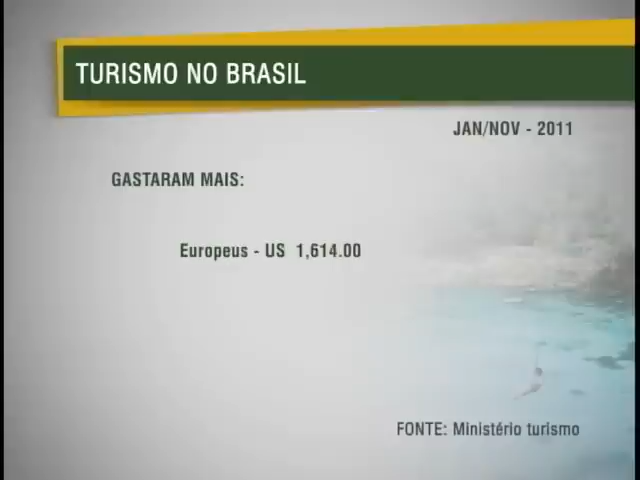 TURISMO NO BRASIL
JAN/NOV - 2011
GASTARAM MAIS:
Europeus - US 1,614.00
FONTE: Ministério turismo